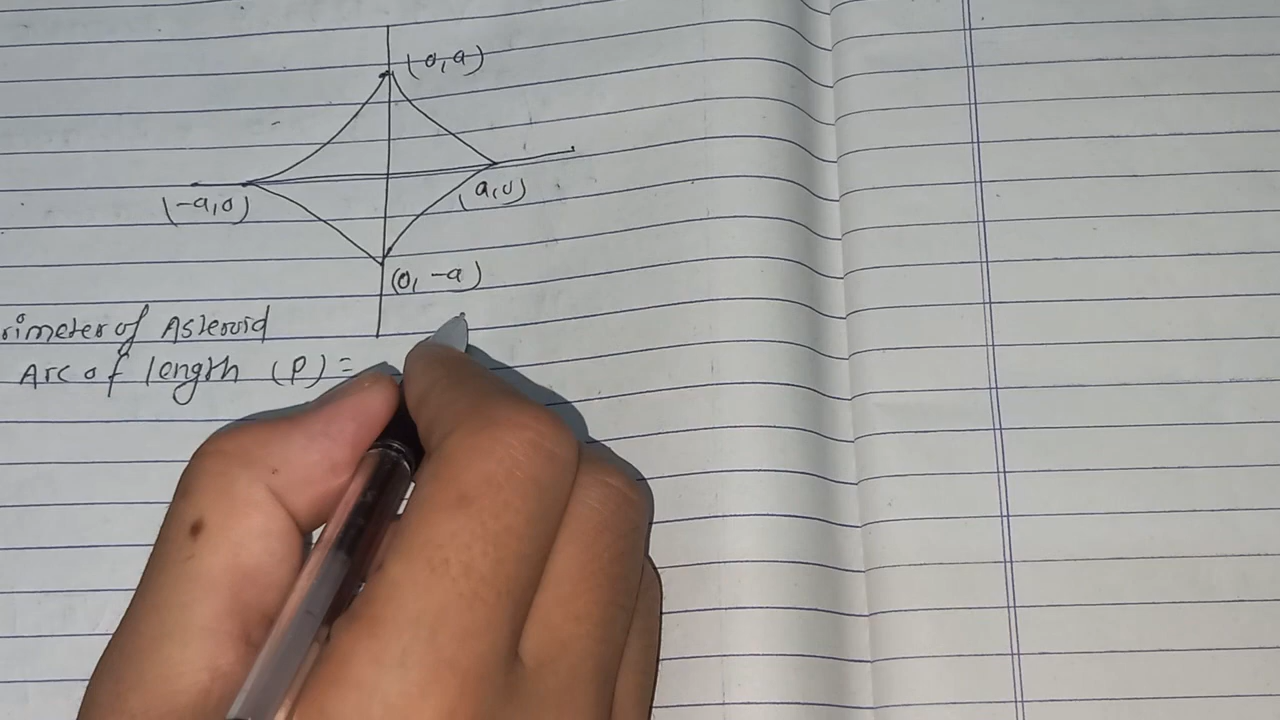 (0,a)
(a,0)
(-a,0)
(0,-a)
rimeter of Asteroid
Arc of length (P) =